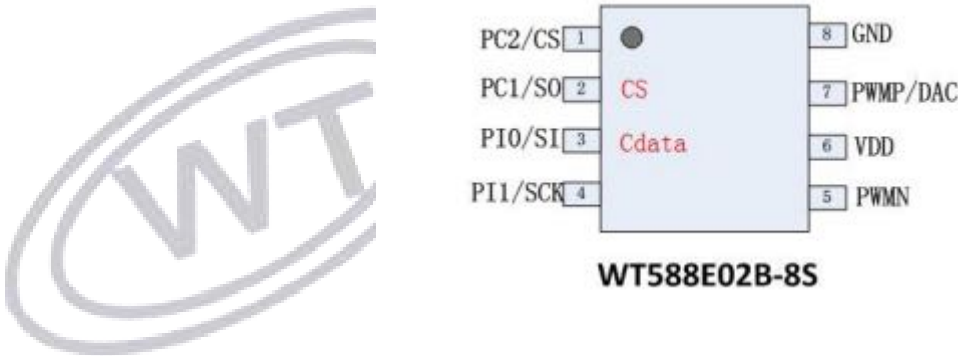 WT
PC2/CS 1
8 GND
PC1/SO 2
CS
7 PWMP/DAC
PI0/SI 3
Cdata
6 VDD
PI1/SCK 4
5 PWMN
WT588E02B-8S